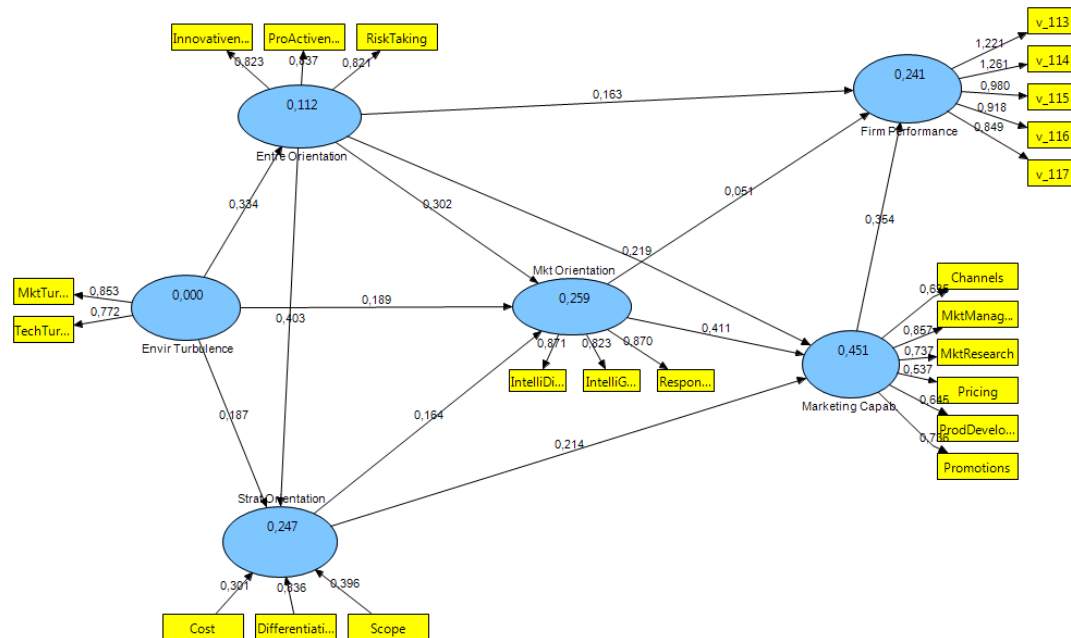 Innovativen...
ProActiven...
RiskTaking
0,823
0,821
0,112
Entre Orientation
v_113
v_114
v_115
v_116
v_117
1,221
1,261
0,980
0,918
0,849
0,241
Firm Performance
0,163
0,334
0,302
0,051
0,219
0,354
MktTur...
TechTur...
0,853
0,772
0,000
Envir Turbulence
0,189
0,403
Mkt Orientation
0,259
0,871
0,823
0,870
IntelliDi...
IntelliG...
Respon...
0,411
Channels
MktManag...
MktResearch
Pricing
ProdDevelo...
Promotions
0,857
0,737
0,537
0,645
0,451
Marketing Capab.
0,187
0,164
0,214
Strat Orientation
0,247
0,301
0,396
Cost
Differentiati...
Scope